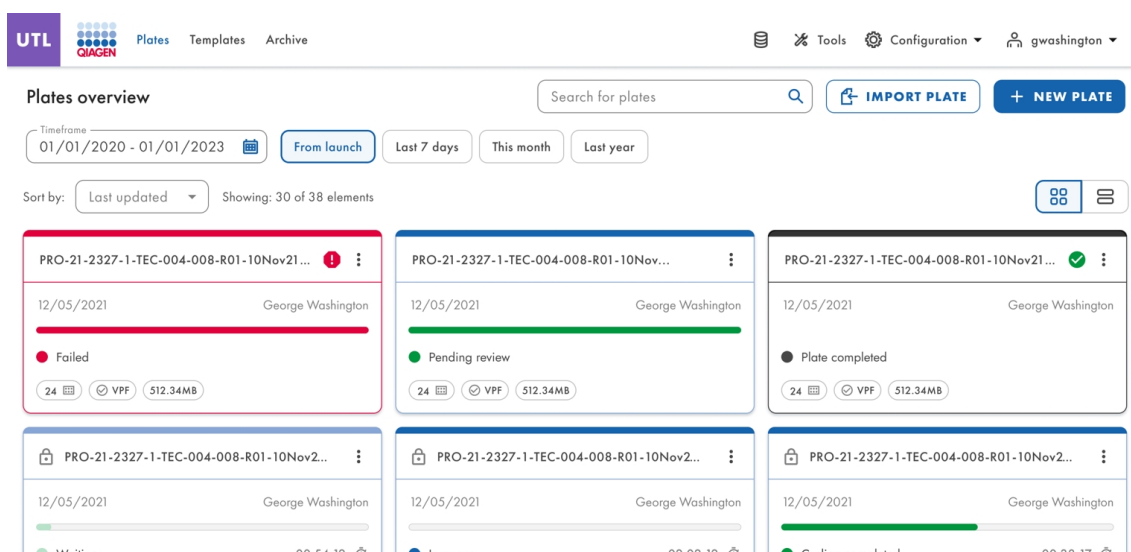 UTL QIAGEN Plates Templates Archive Tools Configuration gwashington
Plates overview Search for plates IMPORT PLATE + NEW PLATE
Timeframe
01/01/2020 - 01/01/2023 From launch Last 7 days This month Last year
Sort by: Last updated Showing: 30 of 38 elements
PRO-21-2327-1-TEC-004-008-R01-10Nov21... PRO-21-2327-1-TEC-004-008-R01-10Nov... PRO-21-2327-1-TEC-004-008-R01-10Nov21...
12/05/2021 George Washington 12/05/2021 George Washington 12/05/2021 George Washington
Failed Pending review Plate completed
24 VPF 512.34MB 24 VPF 512.34MB 24 VPF 512.34MB
PRO-21-2327-1-TEC-004-008-R01-10Nov2... PRO-21-2327-1-TEC-004-008-R01-10Nov2... PRO-21-2327-1-TEC-004-008-R01-10Nov2...
12/05/2021 George Washington 12/05/2021 George Washington 12/05/2021 George Washington